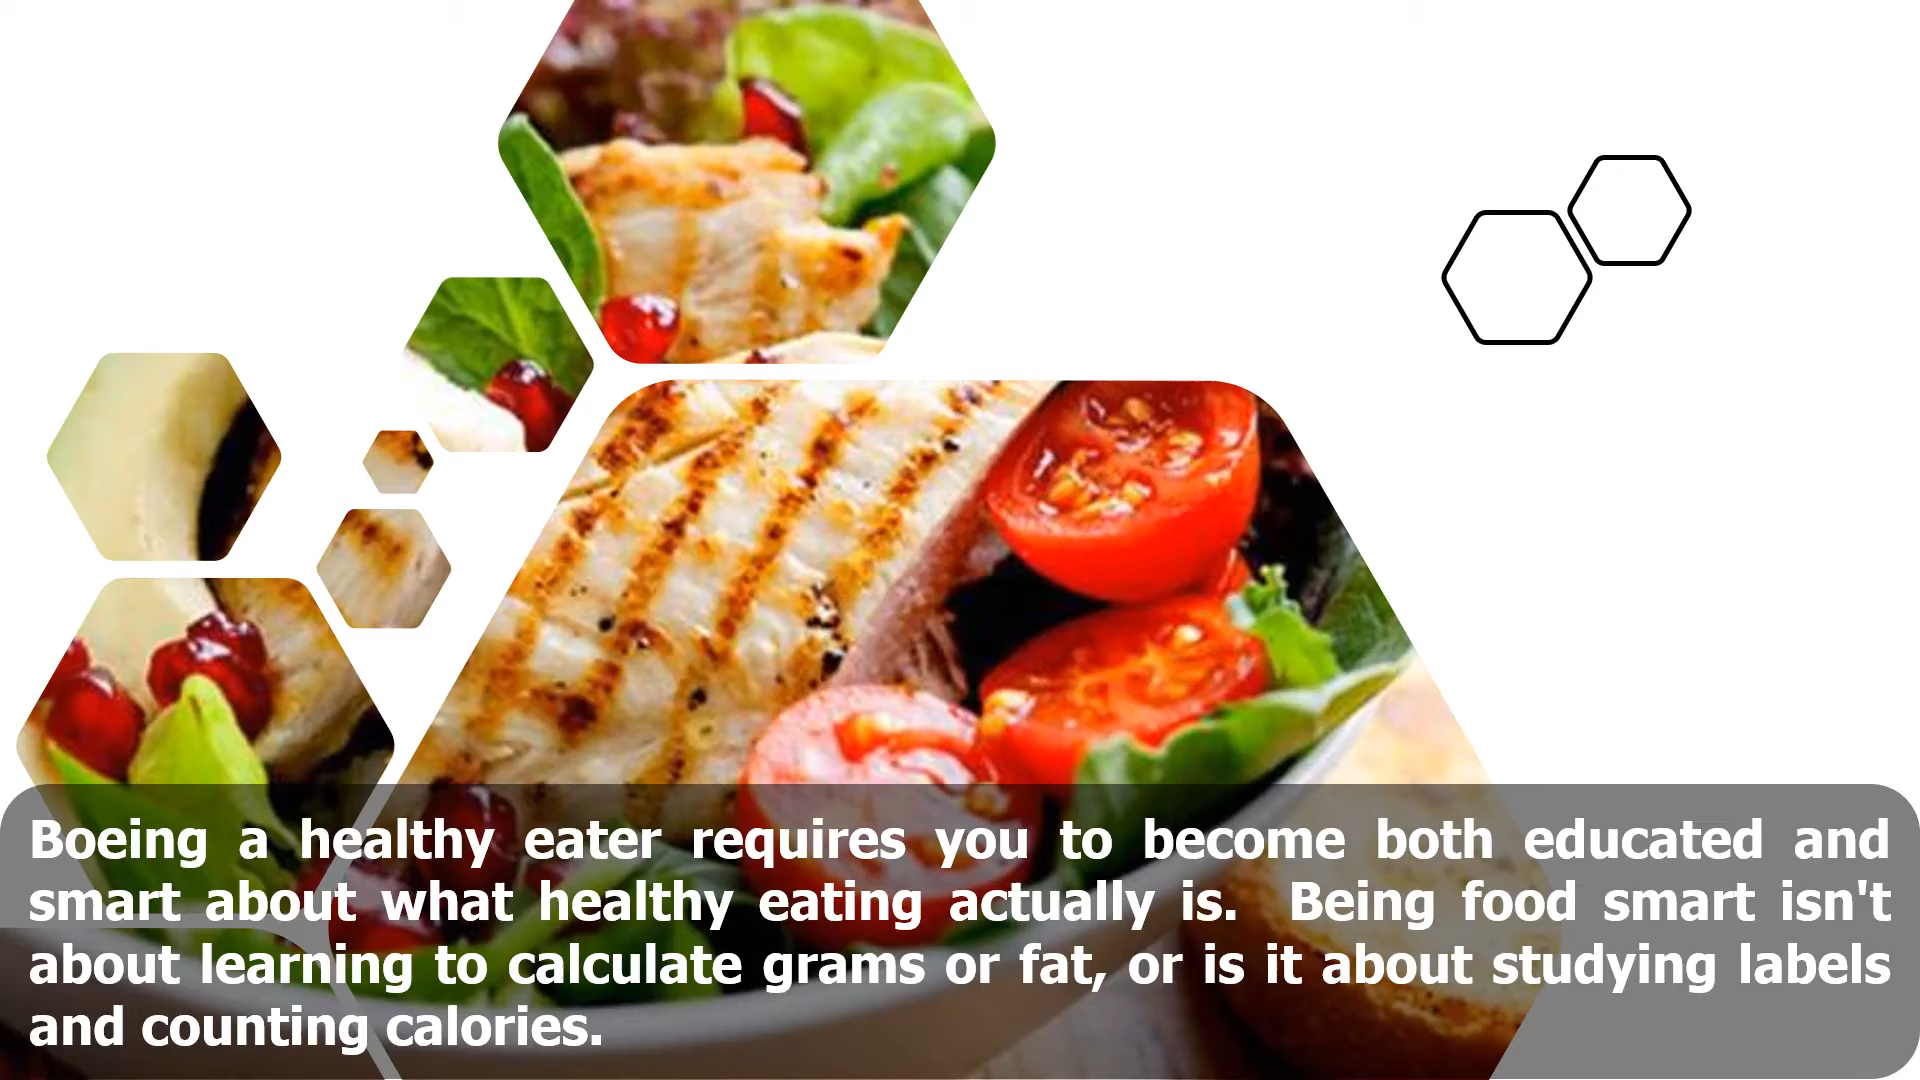 Boeing a healthy eater requires you to become both educated and
smart about what healthy eating actually is.  Being food smart isn't
about learning to calculate grams or fat, or is it about studying labels
and counting calories.